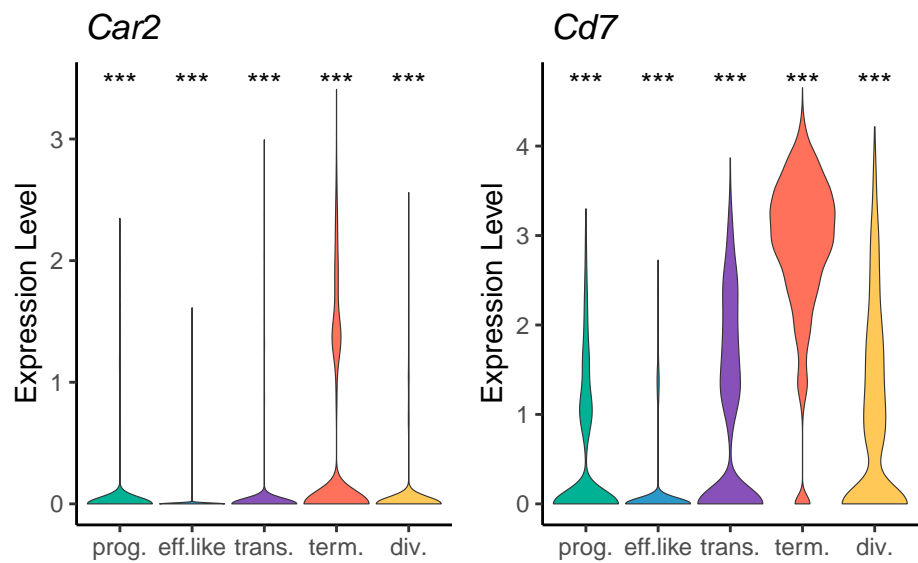 Car2
*** *** *** *** ***
Expression Level
3
2
1
0
prog. eff.like trans. term. div.
Cd7
*** *** *** *** ***
Expression Level
4
3
2
1
0
prog. eff.like trans. term. div.